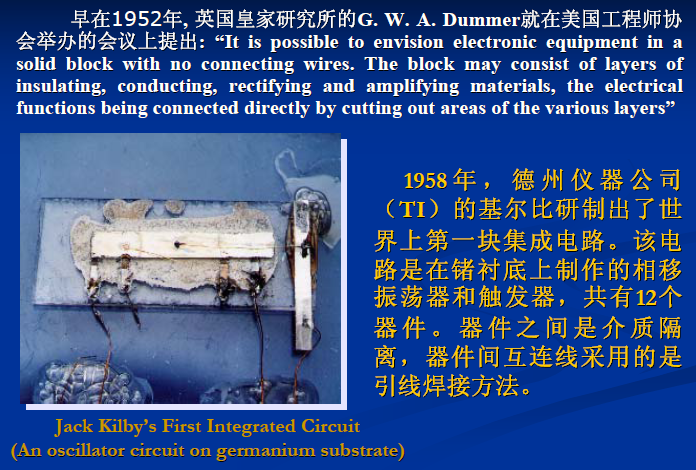 早在1952年, 英国皇家研究所的G. W. A. Dummer就在美国工程师协
会举办的会议上提出: “It is possible to envision electronic equipment in a
solid block with no connecting wires. The block may consist of layers of
insulating, conducting, rectifying and amplifying materials, the electrical
functions being connected directly by cutting out areas of the various layers”
1958年，德州仪器公司
（TI）的基尔比研制出了世
界上第一块集成电路。该电
路是在锗衬底上制作的相移
振荡器和触发器，共有12个
器件。器件之间是介质隔
离，器件间互连线采用的是
引线焊接方法。
Jack Kilby’s First Integrated Circuit
(An oscillator circuit on germanium substrate)